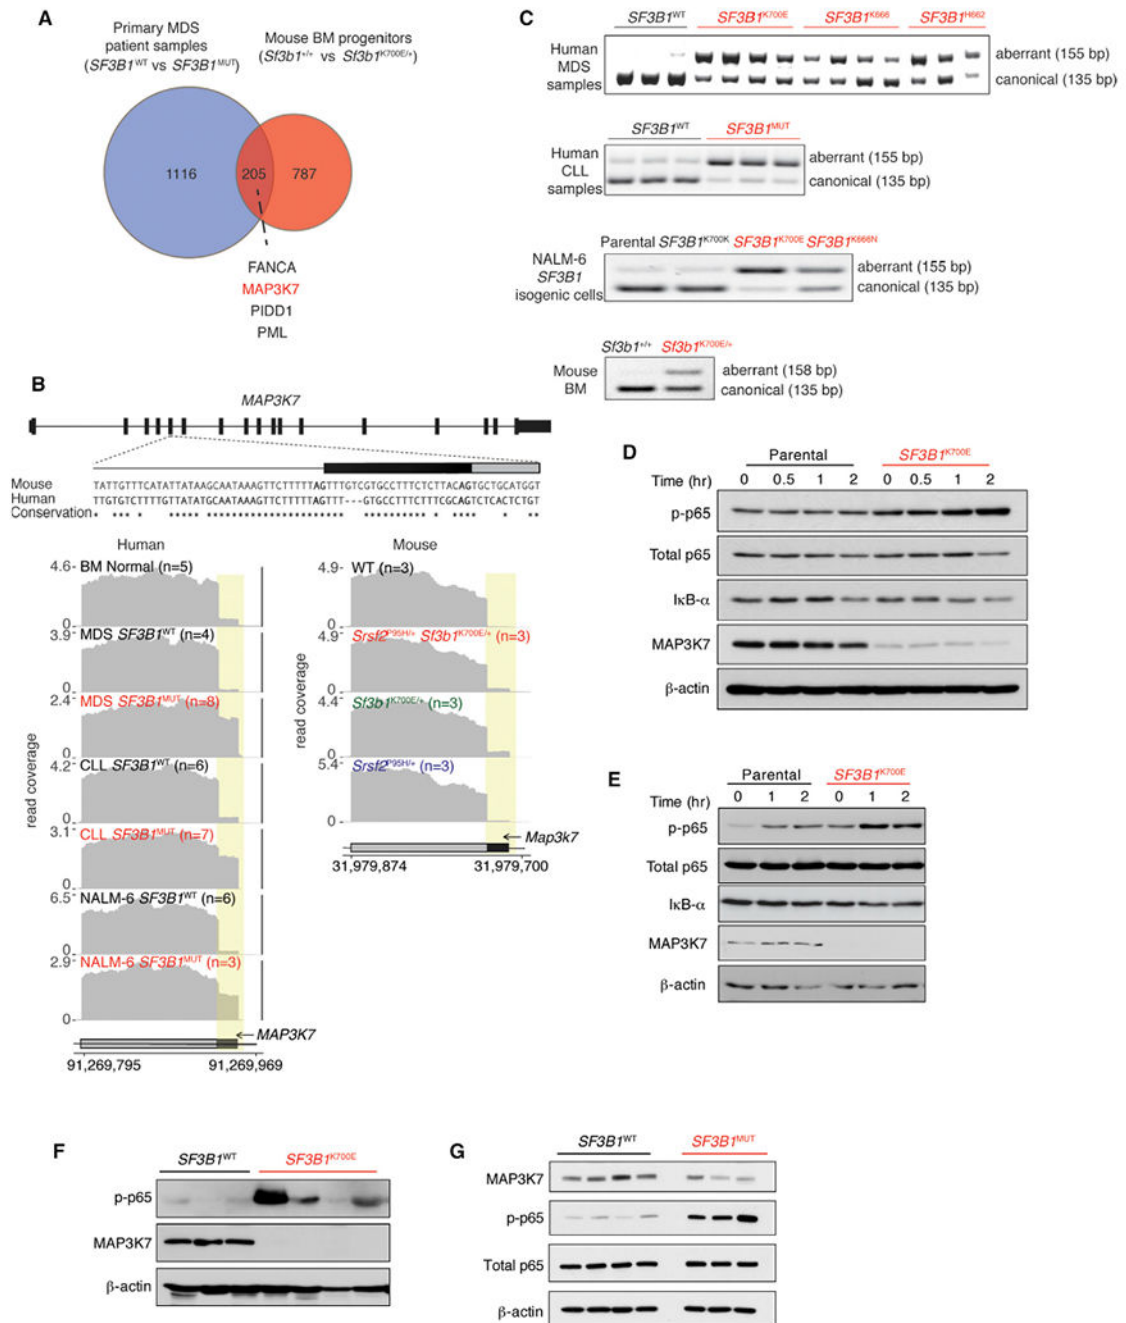 A
Primary MDS
patient samples
(SF3B1WT vs SF3B1MUT)
Mouse BM progenitors
(Sf3b1+/+ vs Sf3b1K700E/+)
1116
205
787
FANCA
MAP3K7
PIDD1
PML
B
MAP3K7
Mouse TATTGTTTCATATTATAAGCAATAAAGTTCTTTTTAGTTTGTCGTGCCTTTCTCTTACAGTGCTGCATGGT
Human TTGTGTCTTTTGTTATATGCAATAAAGTTCTTTTTAGTTT---GTGCCTTTCTTTCGCAGTGCTACATGGT
Conservation
Human
BM Normal (n=5)
4.6
0
MDS SF3B1WT (n=4)
3.9
0
MDS SF3B1MUT (n=8)
2.4
0
CLL SF3B1WT (n=6)
4.2
0
CLL SF3B1MUT (n=7)
3.1
0
NALM-6 SF3B1WT (n=6)
6.5
0
NALM-6 SF3B1MUT (n=3)
2.9
0
read coverage
MAP3K7
91,269,795 91,269,969
Mouse
WT (n=3)
4.9
0
Srsf2P95H/+ Sf3b1K700E/+ (n=3)
4.9
0
Sf3b1K700E/+ (n=3)
4.4
0
Srsf2P95H/+ (n=3)
5.4
0
read coverage
Map3k7
31,979,874 31,979,700
C
SF3B1WT SF3B1K700E SF3B1K666 SF3B1H662
Human
MDS
samples
aberrant (155 bp)
canonical (135 bp)
SF3B1WT SF3B1MUT
Human
CLL
samples
aberrant (155 bp)
canonical (135 bp)
Parental SF3B1K700K SF3B1K700E SF3B1K666N
NALM-6
SF3B1
isogenic cells
aberrant (155 bp)
canonical (135 bp)
Sf3b1+/+ Sf3b1K700E/+
Mouse
BM
aberrant (158 bp)
canonical (135 bp)
D
Parental SF3B1K700E
Time (hr) 0 0.5 1 2 0 0.5 1 2
p-p65
Total p65
IκB-α
MAP3K7
β-actin
E
Parental SF3B1K700E
Time (hr) 0 1 2 0 1 2
p-p65
Total p65
IκB-α
MAP3K7
β-actin
F
SF3B1WT SF3B1K700E
p-p65
MAP3K7
β-actin
G
SF3B1WT SF3B1MUT
MAP3K7
p-p65
Total p65
β-actin